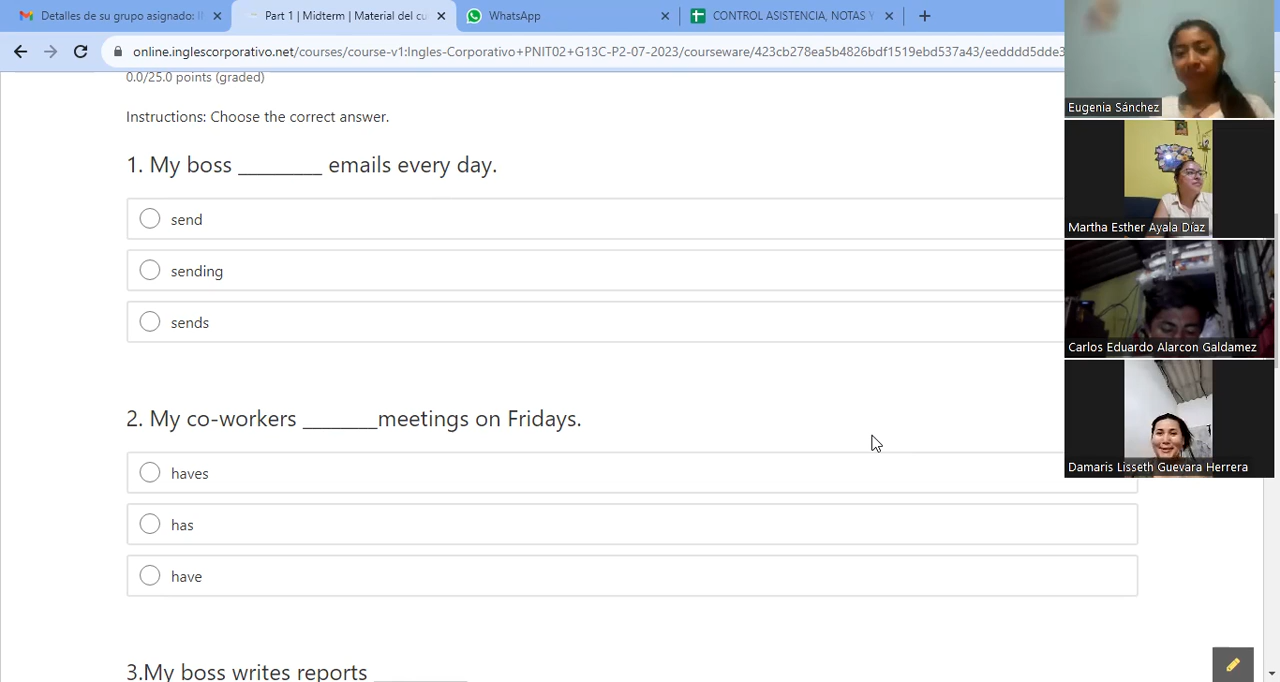 Detalles de su grupo asignado: I
Part 1 | Midterm | Material del cu
WhatsApp
CONTROL ASISTENCIA, NOTAS Y
online.inglescorporativo.net/courses/course-v1:Ingles-Corporativo+PNIT02+G13C-P2-07-2023/courseware/423cb278ea5b4826bdf1519ebd537a43/eedddd5dde3
0.0/25.0 points (graded)
Instructions: Choose the correct answer.
1. My boss ________ emails every day.
send
sending
sends
2. My co-workers _______meetings on Fridays.
haves
has
have
3.My boss writes reports _________
Eugenia Sánchez
Martha Esther Ayala Díaz
Carlos Eduardo Alarcon Galdamez
Damaris Lisseth Guevara Herrera